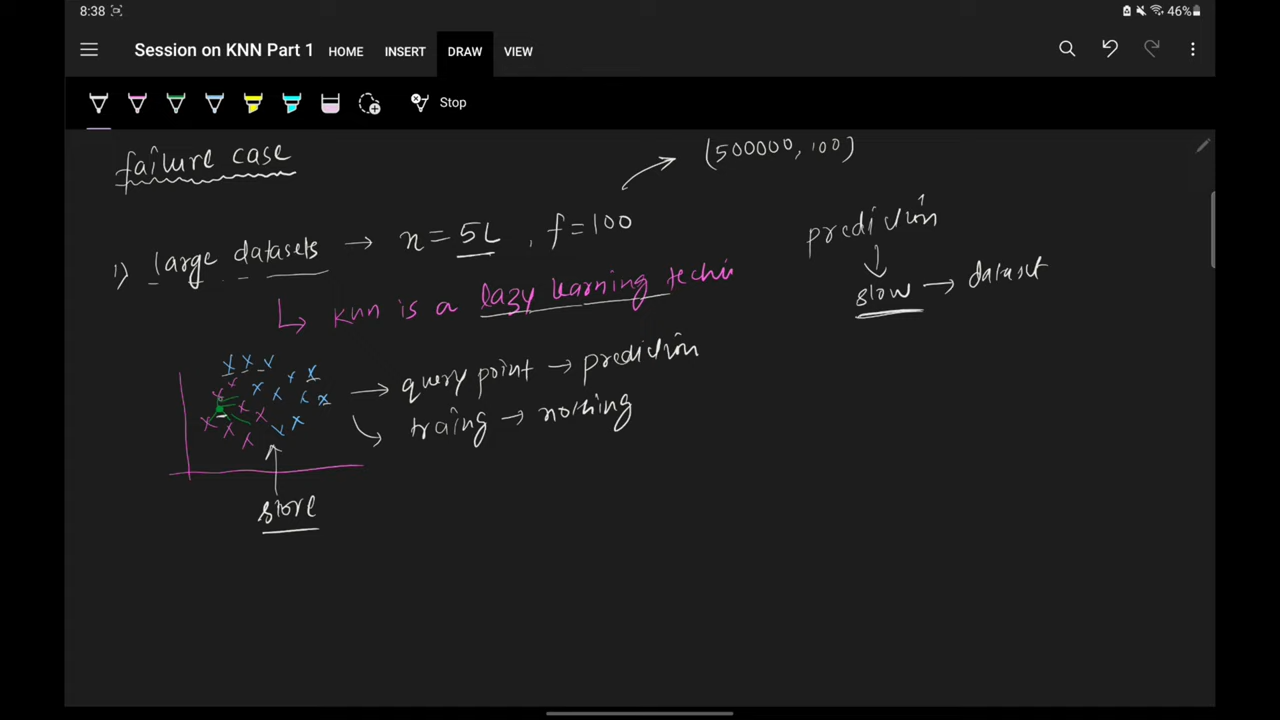 8:38
46%
Session on KNN Part 1 HOME INSERT DRAW VIEW
Stop
failure case
(500000, 100)
1) large datasets → n = 5L , f = 100
prediction
↓
slow → dataset
↳ Knn is a lazy learning techni
→ query point → prediction
traing → nothing
store